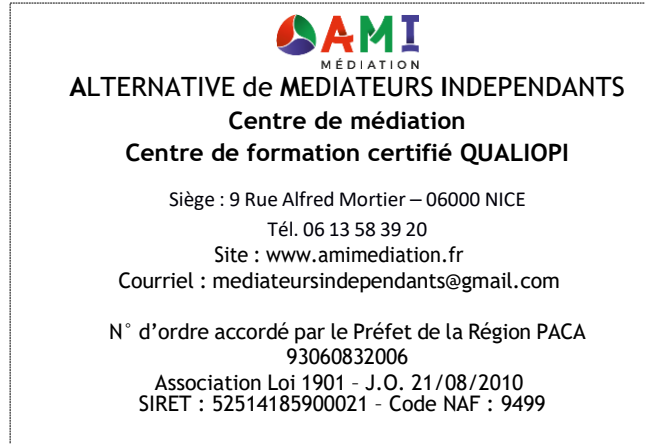 AMI
MÉDIATION
ALTERNATIVE de MEDIATEURS INDEPENDANTS
Centre de médiation
Centre de formation certifié QUALIOPI
Siège : 9 Rue Alfred Mortier – 06000 NICE
Tél. 06 13 58 39 20
Site : www.amimediation.fr
Courriel : mediateursindependants@gmail.com
N° d’ordre accordé par le Préfet de la Région PACA
93060832006
Association Loi 1901 – J.O. 21/08/2010
SIRET : 52514185900021 – Code NAF : 9499